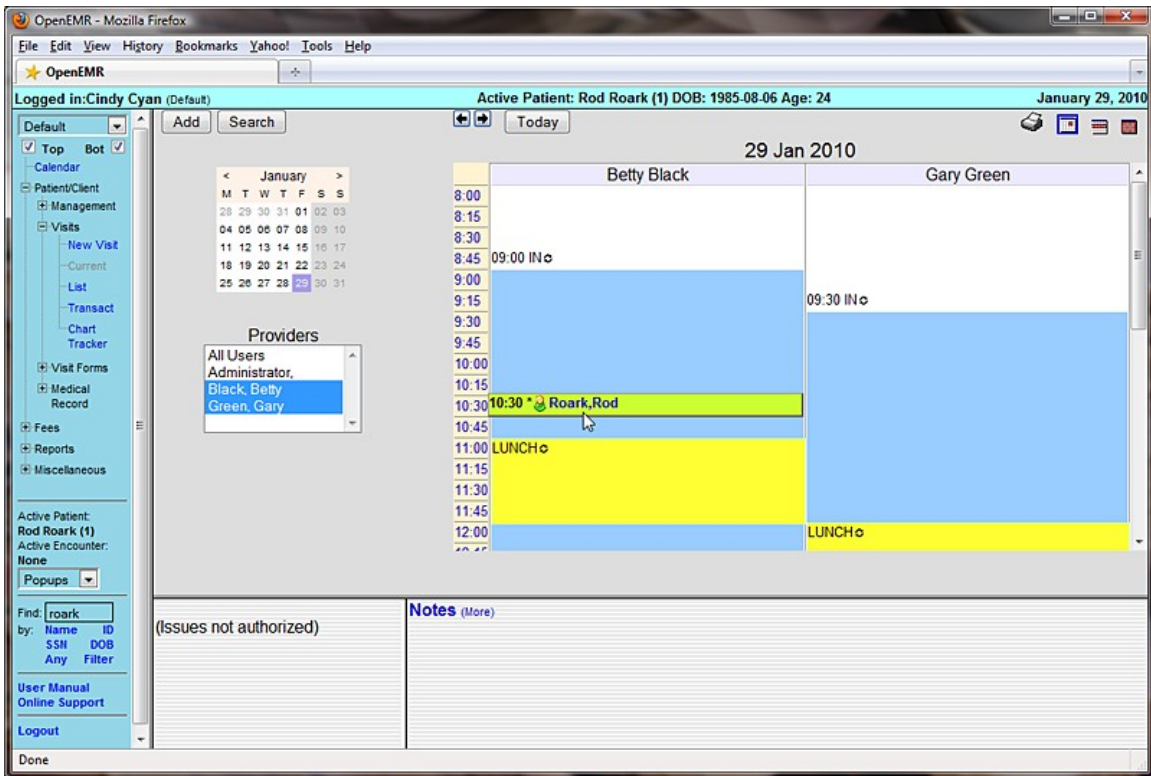 OpenEMR - Mozilla Firefox
File Edit View History Bookmarks Yahoo! Tools Help
OpenEMR
Logged in:Cindy Cyan (Default) Active Patient: Rod Roark (1) DOB: 1985-08-06 Age: 24 January 29, 2010
Default
Top Bot
Calendar
Patient/Client
Management
Visits
New Visit
Current
List
Transact
Chart
Tracker
Visit Forms
Medical
Record
Fees
Reports
Miscellaneous
Active Patient:
Rod Roark (1)
Active Encounter:
None
Popups
Find: roark
by: Name ID
SSN DOB
Any Filter
User Manual
Online Support
Logout
Add Search
< January >
M T W T F S S
28 29 30 31 01 02 03
04 05 06 07 08 09 10
11 12 13 14 15 16 17
18 19 20 21 22 23 24
25 26 27 28 29 30 31
Providers
All Users
Administrator,
Black, Betty
Green, Gary
Today
29 Jan 2010
Betty Black Gary Green
8:00
8:15
8:30
8:45 09:00 IN
9:00
9:15 09:30 IN
9:30
9:45
10:00
10:15
10:30 10:30 * Roark,Rod
10:45
11:00 LUNCH
11:15
11:30
11:45
12:00 LUNCH
(Issues not authorized)
Notes (More)
Done